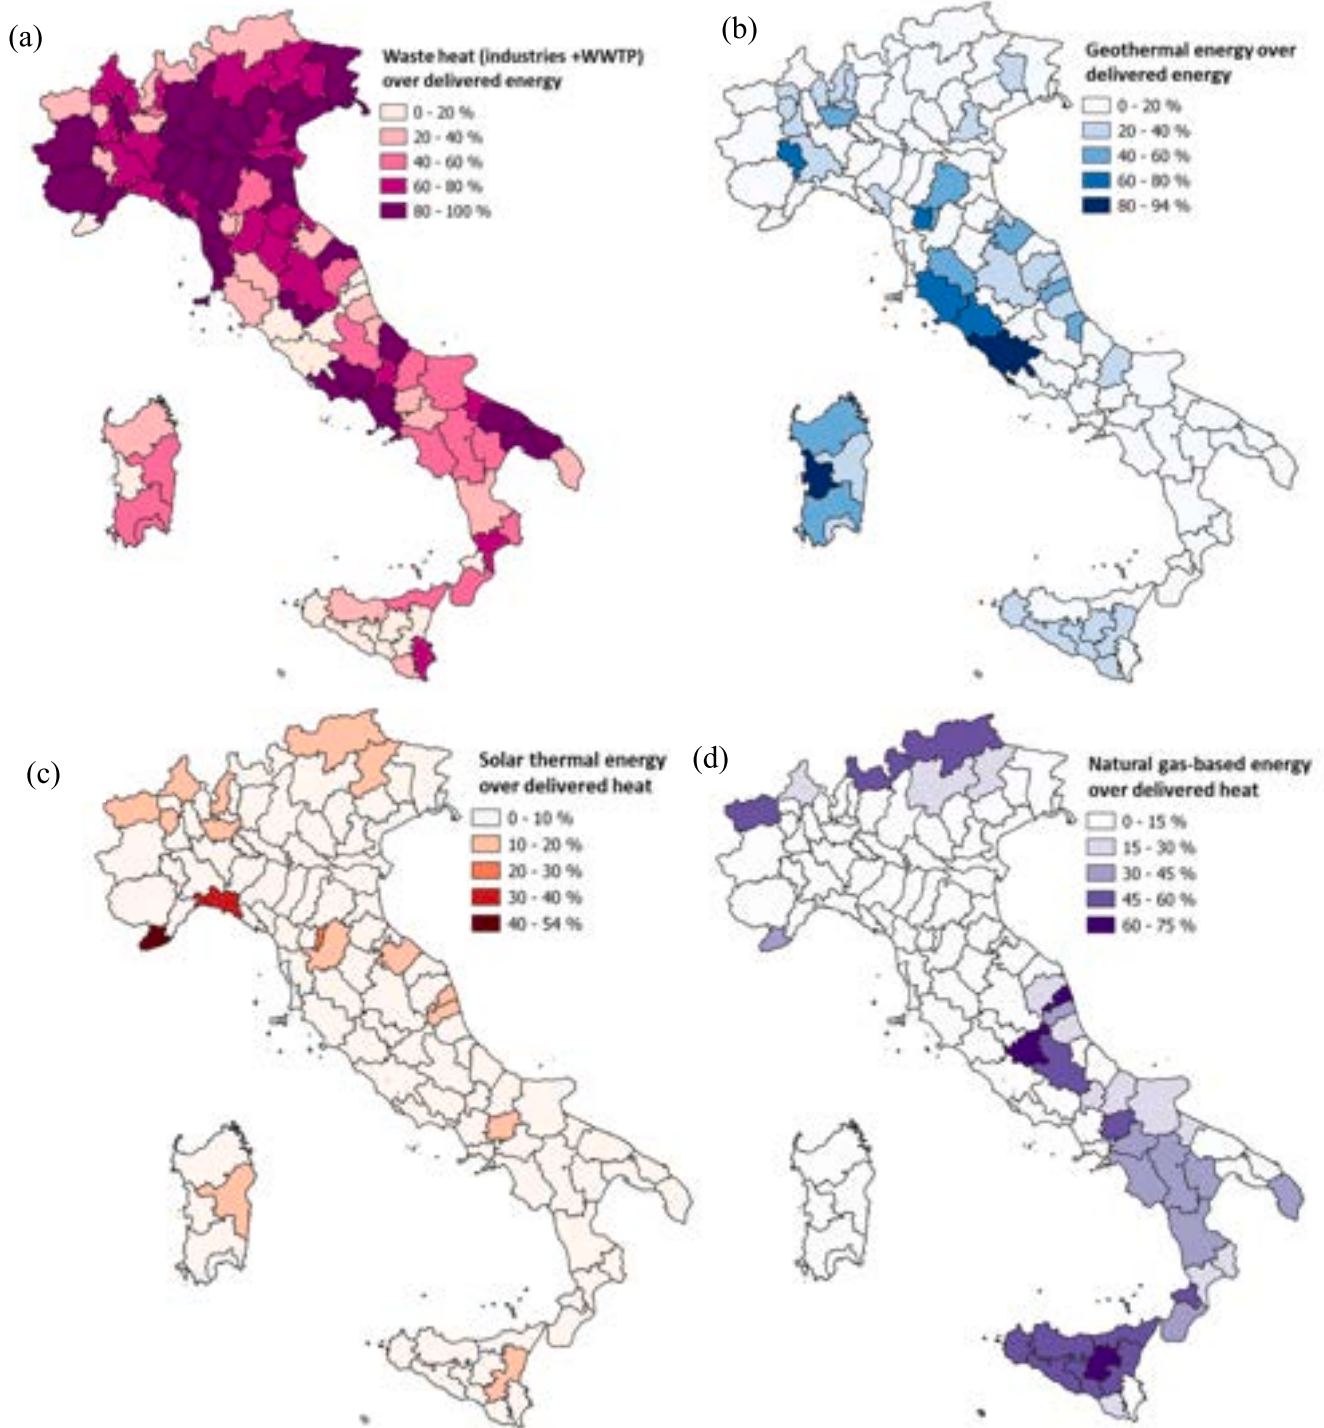 (a)
Waste heat (industries +WWTP)
over delivered energy
0 - 20 %
20 - 40 %
40 - 60 %
60 - 80 %
80 - 100 %
(b)
Geothermal energy over
delivered energy
0 - 20 %
20 - 40 %
40 - 60 %
60 - 80 %
80 - 94 %
(c)
Solar thermal energy
over delivered heat
0 - 10 %
10 - 20 %
20 - 30 %
30 - 40 %
40 - 54 %
(d)
Natural gas-based energy
over delivered heat
0 - 15 %
15 - 30 %
30 - 45 %
45 - 60 %
60 - 75 %